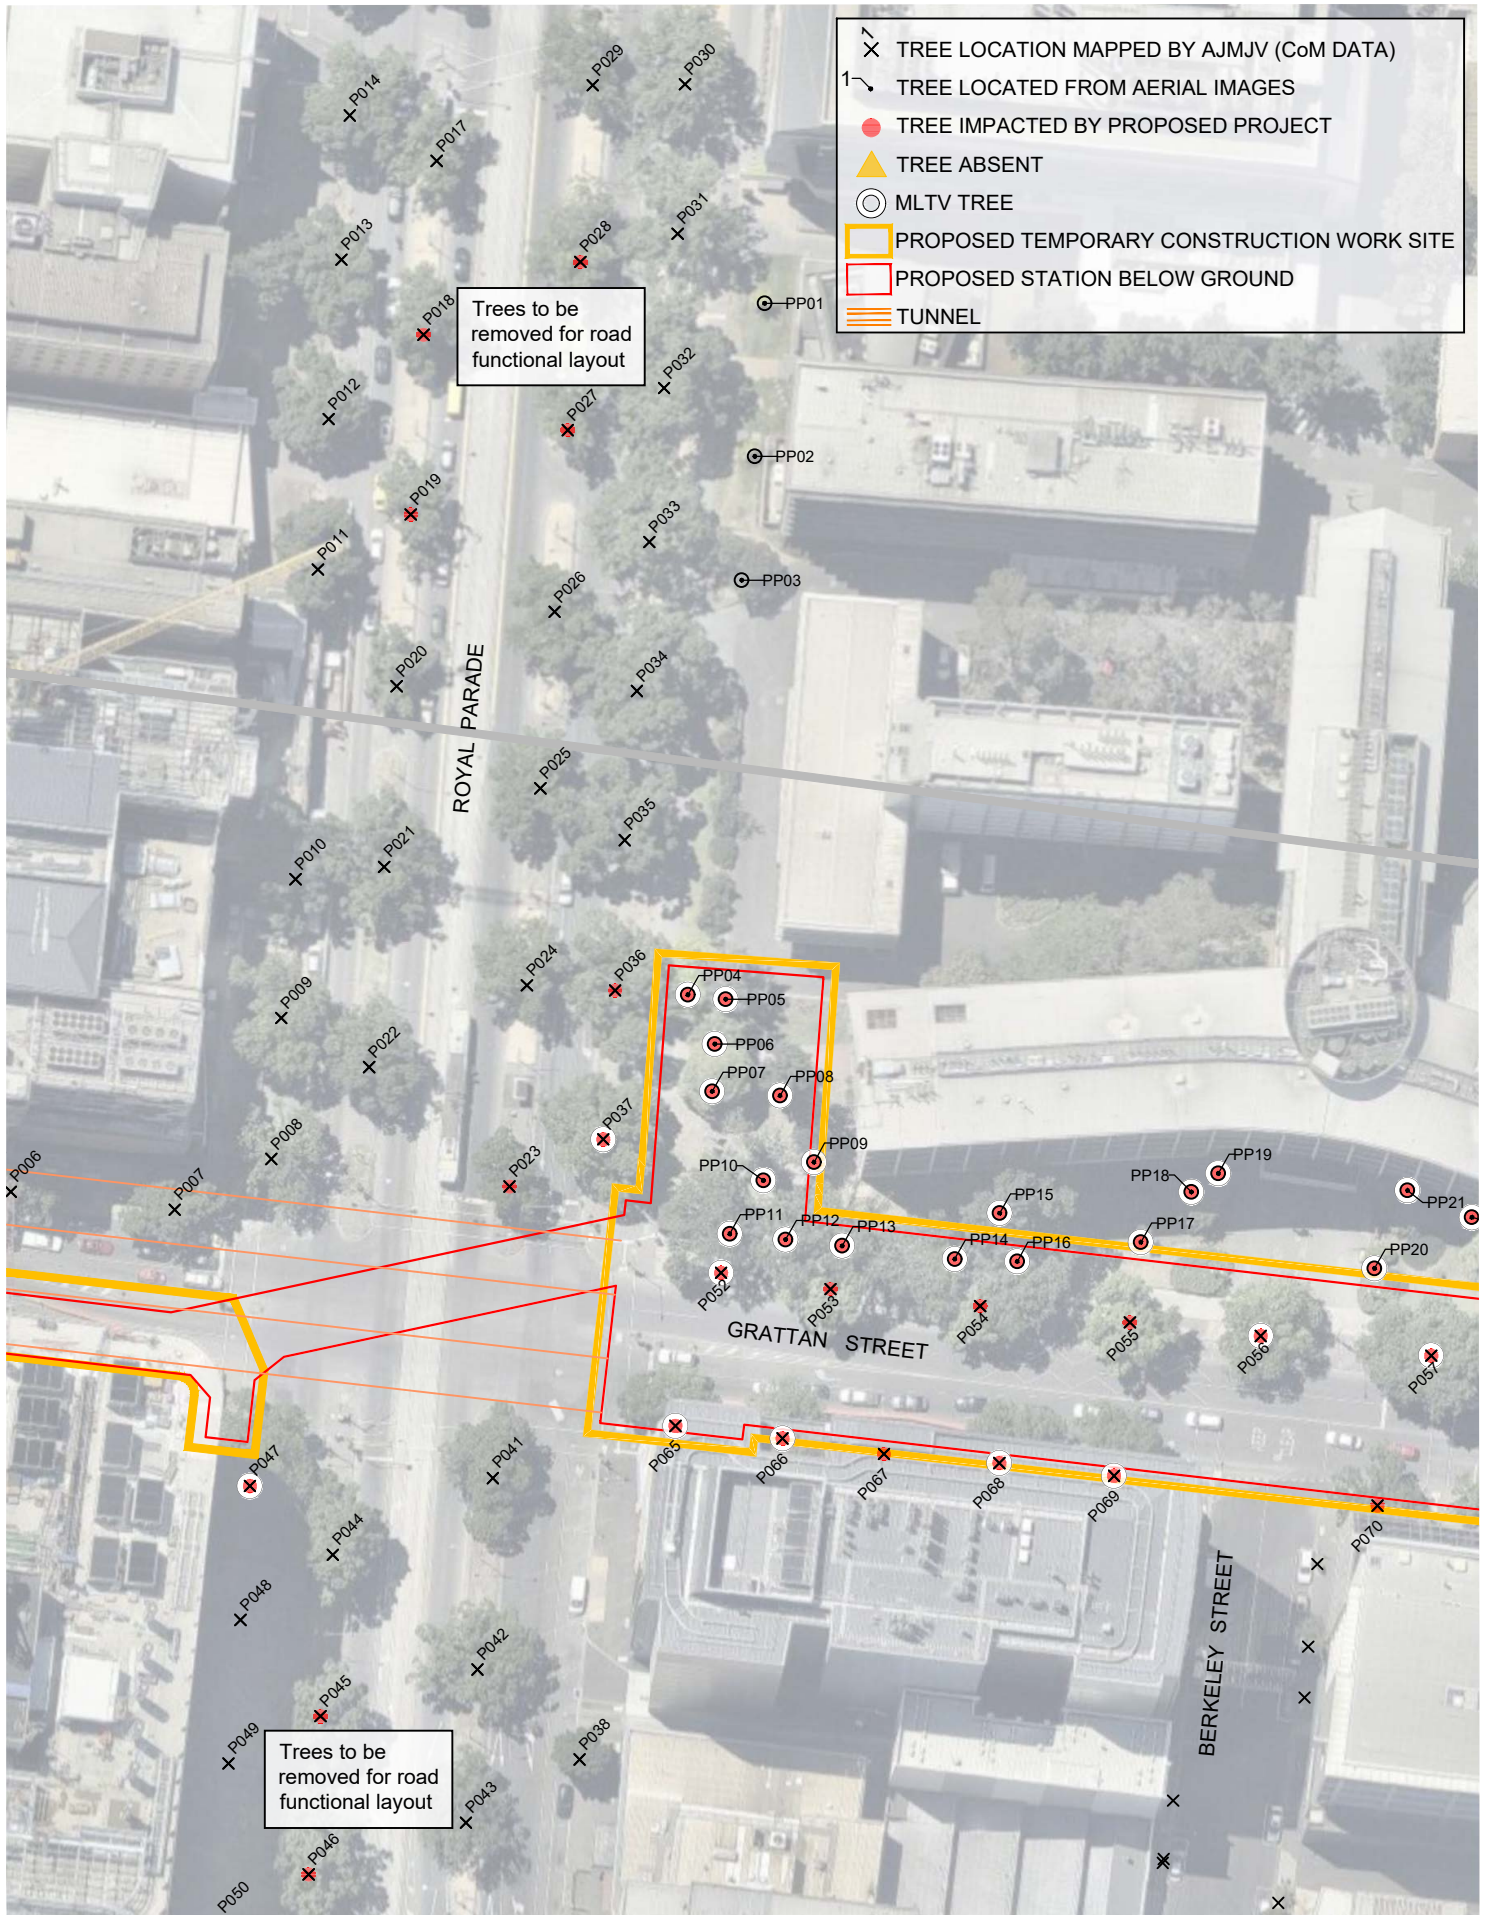 1
TREE LOCATION MAPPED BY AJMJV (CoM DATA)
1
TREE LOCATED FROM AERIAL IMAGES
TREE IMPACTED BY PROPOSED PROJECT
TREE ABSENT
MLTV TREE
PROPOSED TEMPORARY CONSTRUCTION WORK SITE
PROPOSED STATION BELOW GROUND
TUNNEL
P014
P029
P030
P017
P013
P028
P031
PP01
P018
Trees to be
removed for road
functional layout
P032
P012
P027
PP02
P019
P011
P033
PP03
P026
P020
P034
ROYAL PARADE
P025
P035
P010
P021
P024
P036
PP04
PP05
P009
P022
PP06
PP07
PP08
P037
P008
P023
PP09
PP10
P006
P007
PP11
PP12
PP13
PP14
PP15
PP16
PP17
PP18
PP19
PP20
PP21
P052
P053
P054
P055
P056
P057
GRATTAN STREET
P065
P066
P067
P068
P069
P070
P047
P041
P044
P048
P042
P045
P049
P038
Trees to be
removed for road
functional layout
P043
P046
P050
BERKELEY STREET